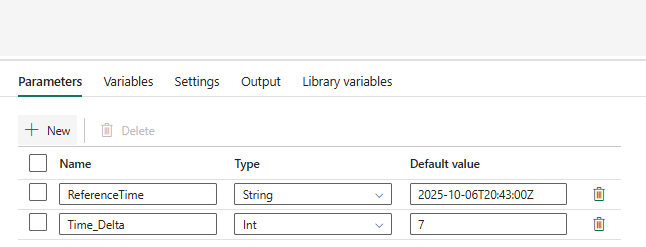 Parameters Variables Settings Output Library variables
New Delete
Name Type Default value
ReferenceTime String 2025-10-06T20:43:00Z
Time_Delta Int 7